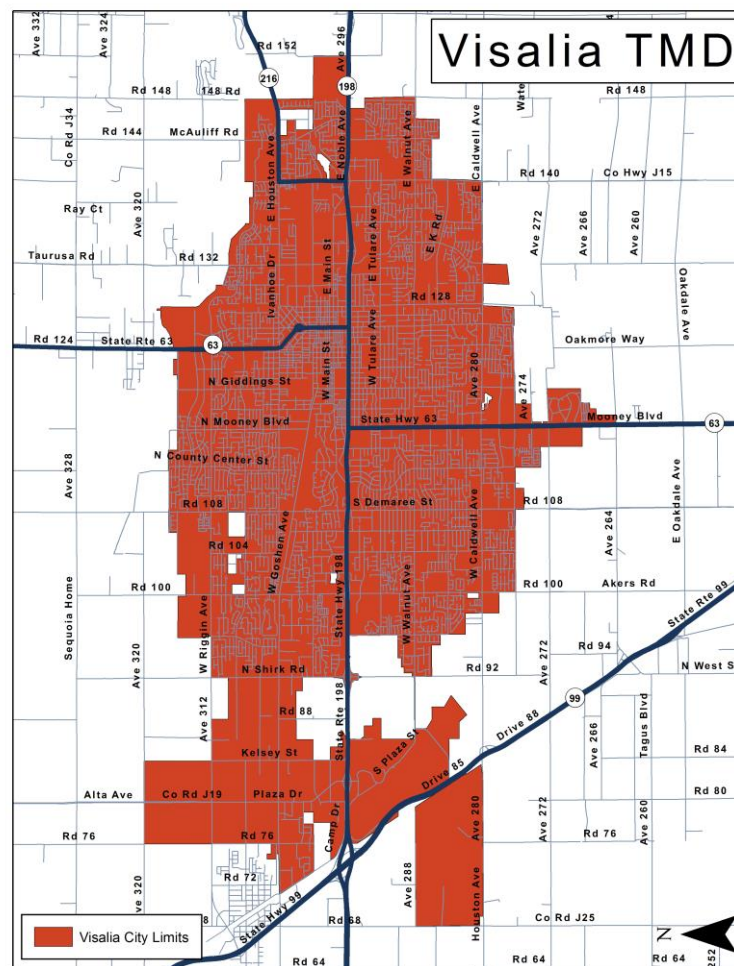 Visalia TMD
Ave 332
Ave 324
Rd 152
Ave 296
216
198
Rd 148
148 Rd
Rd 148
Co Rd J34
Rd 144
McAuliff Rd
E Houston Ave
E Noble Ave
E Walnut Ave
E Caldwell Ave
Rd 140
Co Hwy J15
Ave 320
Ray Ct
Ave 272
Ave 266
Ave 260
Taurusa Rd
Rd 132
Ivanhoe Dr
E Main St
E Tulare Ave
E K Rd
Rd 128
Oakdale Ave
Rd 124
State Rte 63
63
W Main St
W Tulare Ave
Ave 280
Oakmore Way
N Giddings St
Ave 274
N Mooney Blvd
State Hwy 63
Mooney Blvd
63
Ave 328
N County Center St
Rd 108
S Demaree St
Rd 108
Ave 264
E Oakdale Ave
Rd 104
W Goshen Ave
W Caldwell Ave
Rd 100
Rd 100
Akers Rd
Sequoia Home
State Hwy 198
W Riggin Ave
W Walnut Ave
State Rte 99
Ave 320
N Shirk Rd
Rd 92
Ave 272
Rd 94
N West S
Ave 312
Rd 88
State Rte 198
99
Kelsey St
S Plaza St
Drive 88
Ave 266
Tagus Blvd
Rd 84
Alta Ave
Co Rd J19
Plaza Dr
Drive 85
Rd 80
Rd 76
Rd 76
Camp Dr
Ave 280
Ave 272
Rd 76
Ave 260
Ave 320
Rd 72
Ave 288
State Hwy 99
Rd 68
Houston Ave
Co Rd J25
Visalia City Limits
N
Rd 64
Rd 64
Rd 64
252